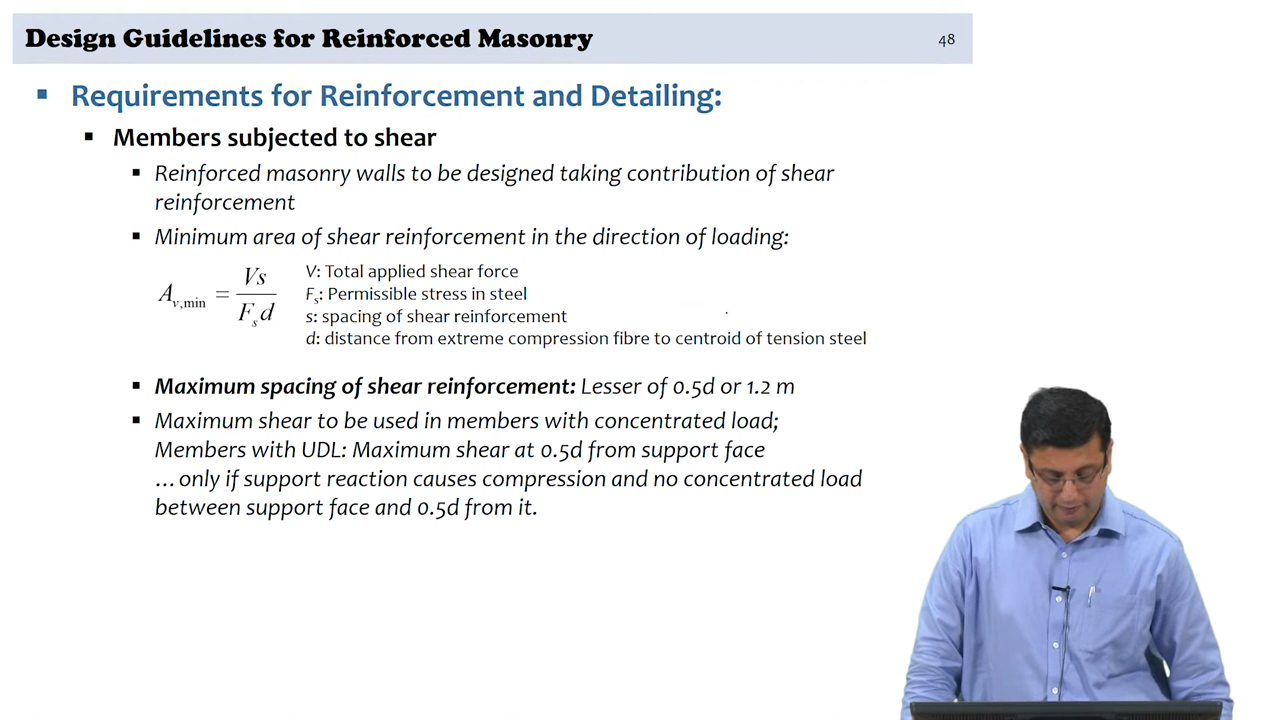 Design Guidelines for Reinforced Masonry
48
▪ Requirements for Reinforcement and Detailing:
▪ Members subjected to shear
▪ Reinforced masonry walls to be designed taking contribution of shear
reinforcement
▪ Minimum area of shear reinforcement in the direction of loading:
A_{v,min} = Vs / F_s d
V: Total applied shear force
F_s: Permissible stress in steel
s: spacing of shear reinforcement
d: distance from extreme compression fibre to centroid of tension steel
▪ Maximum spacing of shear reinforcement: Lesser of 0.5d or 1.2 m
▪ Maximum shear to be used in members with concentrated load;
Members with UDL: Maximum shear at 0.5d from support face
... only if support reaction causes compression and no concentrated load
between support face and 0.5d from it.